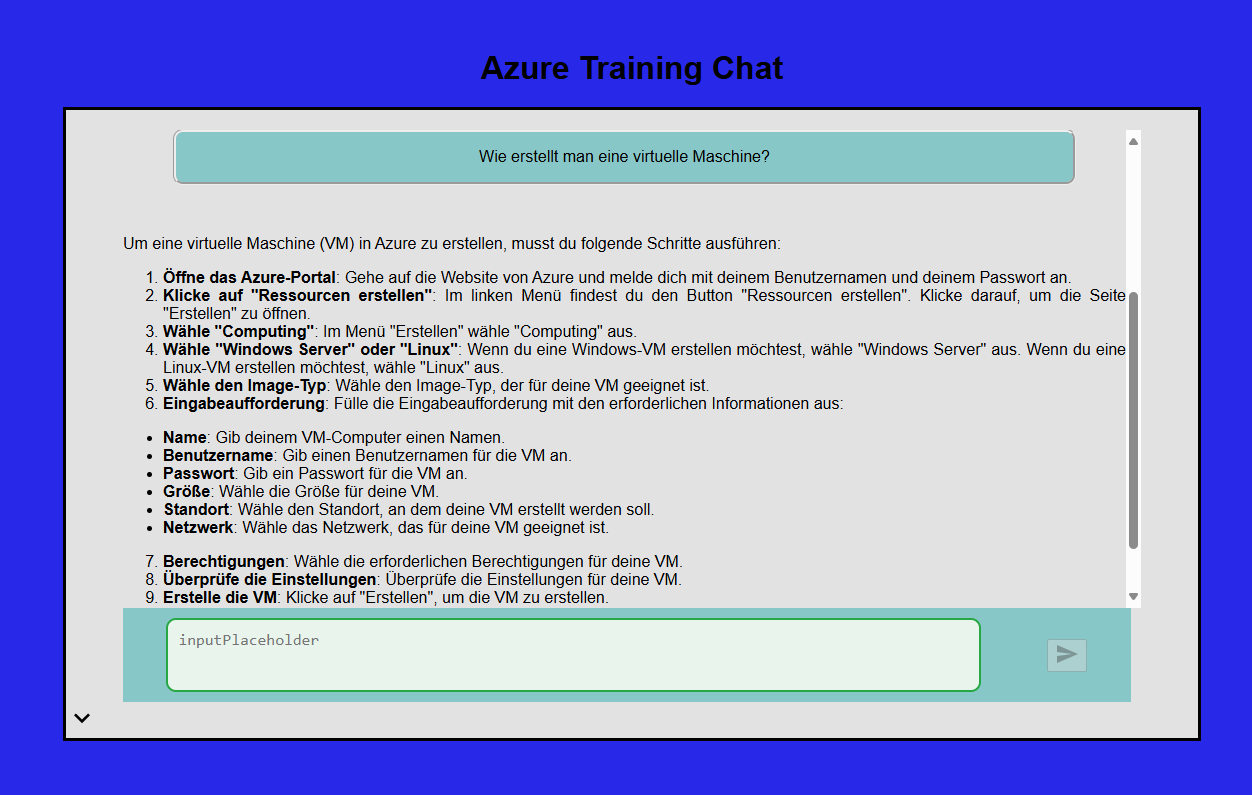 Azure Training Chat
Wie erstellt man eine virtuelle Maschine?
Um eine virtuelle Maschine (VM) in Azure zu erstellen, musst du folgende Schritte ausführen:
1. Öffne das Azure-Portal: Gehe auf die Website von Azure und melde dich mit deinem Benutzernamen und deinem Passwort an.
2. Klicke auf "Ressourcen erstellen": Im linken Menü findest du den Button "Ressourcen erstellen". Klicke darauf, um die Seite
"Erstellen" zu öffnen.
3. Wähle "Computing": Im Menü "Erstellen" wähle "Computing" aus.
4. Wähle "Windows Server" oder "Linux": Wenn du eine Windows-VM erstellen möchtest, wähle "Windows Server" aus. Wenn du eine
Linux-VM erstellen möchtest, wähle "Linux" aus.
5. Wähle den Image-Typ: Wähle den Image-Typ, der für deine VM geeignet ist.
6. Eingabeaufforderung: Fülle die Eingabeaufforderung mit den erforderlichen Informationen aus:
• Name: Gib deinem VM-Computer einen Namen.
• Benutzername: Gib einen Benutzernamen für die VM an.
• Passwort: Gib ein Passwort für die VM an.
• Größe: Wähle die Größe für deine VM.
• Standort: Wähle den Standort, an dem deine VM erstellt werden soll.
• Netzwerk: Wähle das Netzwerk, das für deine VM geeignet ist.
7. Berechtigungen: Wähle die erforderlichen Berechtigungen für deine VM.
8. Überprüfe die Einstellungen: Überprüfe die Einstellungen für deine VM.
9. Erstelle die VM: Klicke auf "Erstellen", um die VM zu erstellen.
inputPlaceholder